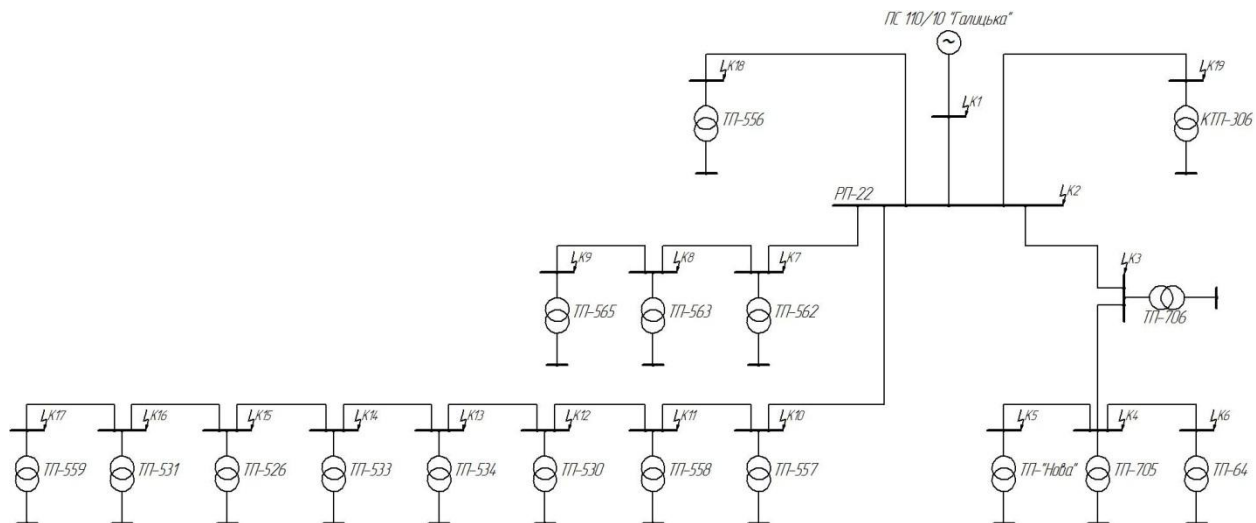 ПС 110/10 "Галицька"
К18
К19
К1
ТП-556
КТП-306
РП-22
К2
К9
К8
К7
К3
ТП-565
ТП-563
ТП-562
ТП-706
К17
К16
К15
К14
К13
К12
К11
К10
К5
К4
К6
ТП-559
ТП-531
ТП-526
ТП-533
ТП-534
ТП-530
ТП-558
ТП-557
ТП-"Нова"
ТП-705
ТП-64